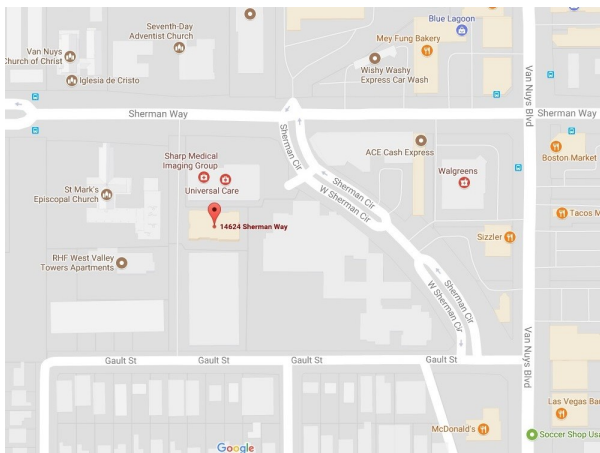 Seventh-Day
Adventist Church
Blue Lagoon
Mey Fung Bakery
Van Nuys
Church of Christ
Iglesia de Cristo
Wishy Washy
Express Car Wash
Van Nuys Blvd
Sherman Way
Sherman Way
Sherman Cir
ACE Cash Express
Boston Market
Sharp Medical
Imaging Group
Universal Care
Walgreens
St Mark's
Episcopal Church
Sherman Cir
W Sherman Cir
Tacos M
14624 Sherman Way
Sizzler
RHF West Valley
Towers Apartments
Sherman Cir
W Sherman Cir
Van Nuys Blvd
Gault St
Gault St
Gault St
Gault St
Las Vegas Ba
McDonald's
Soccer Shop Usa
Google